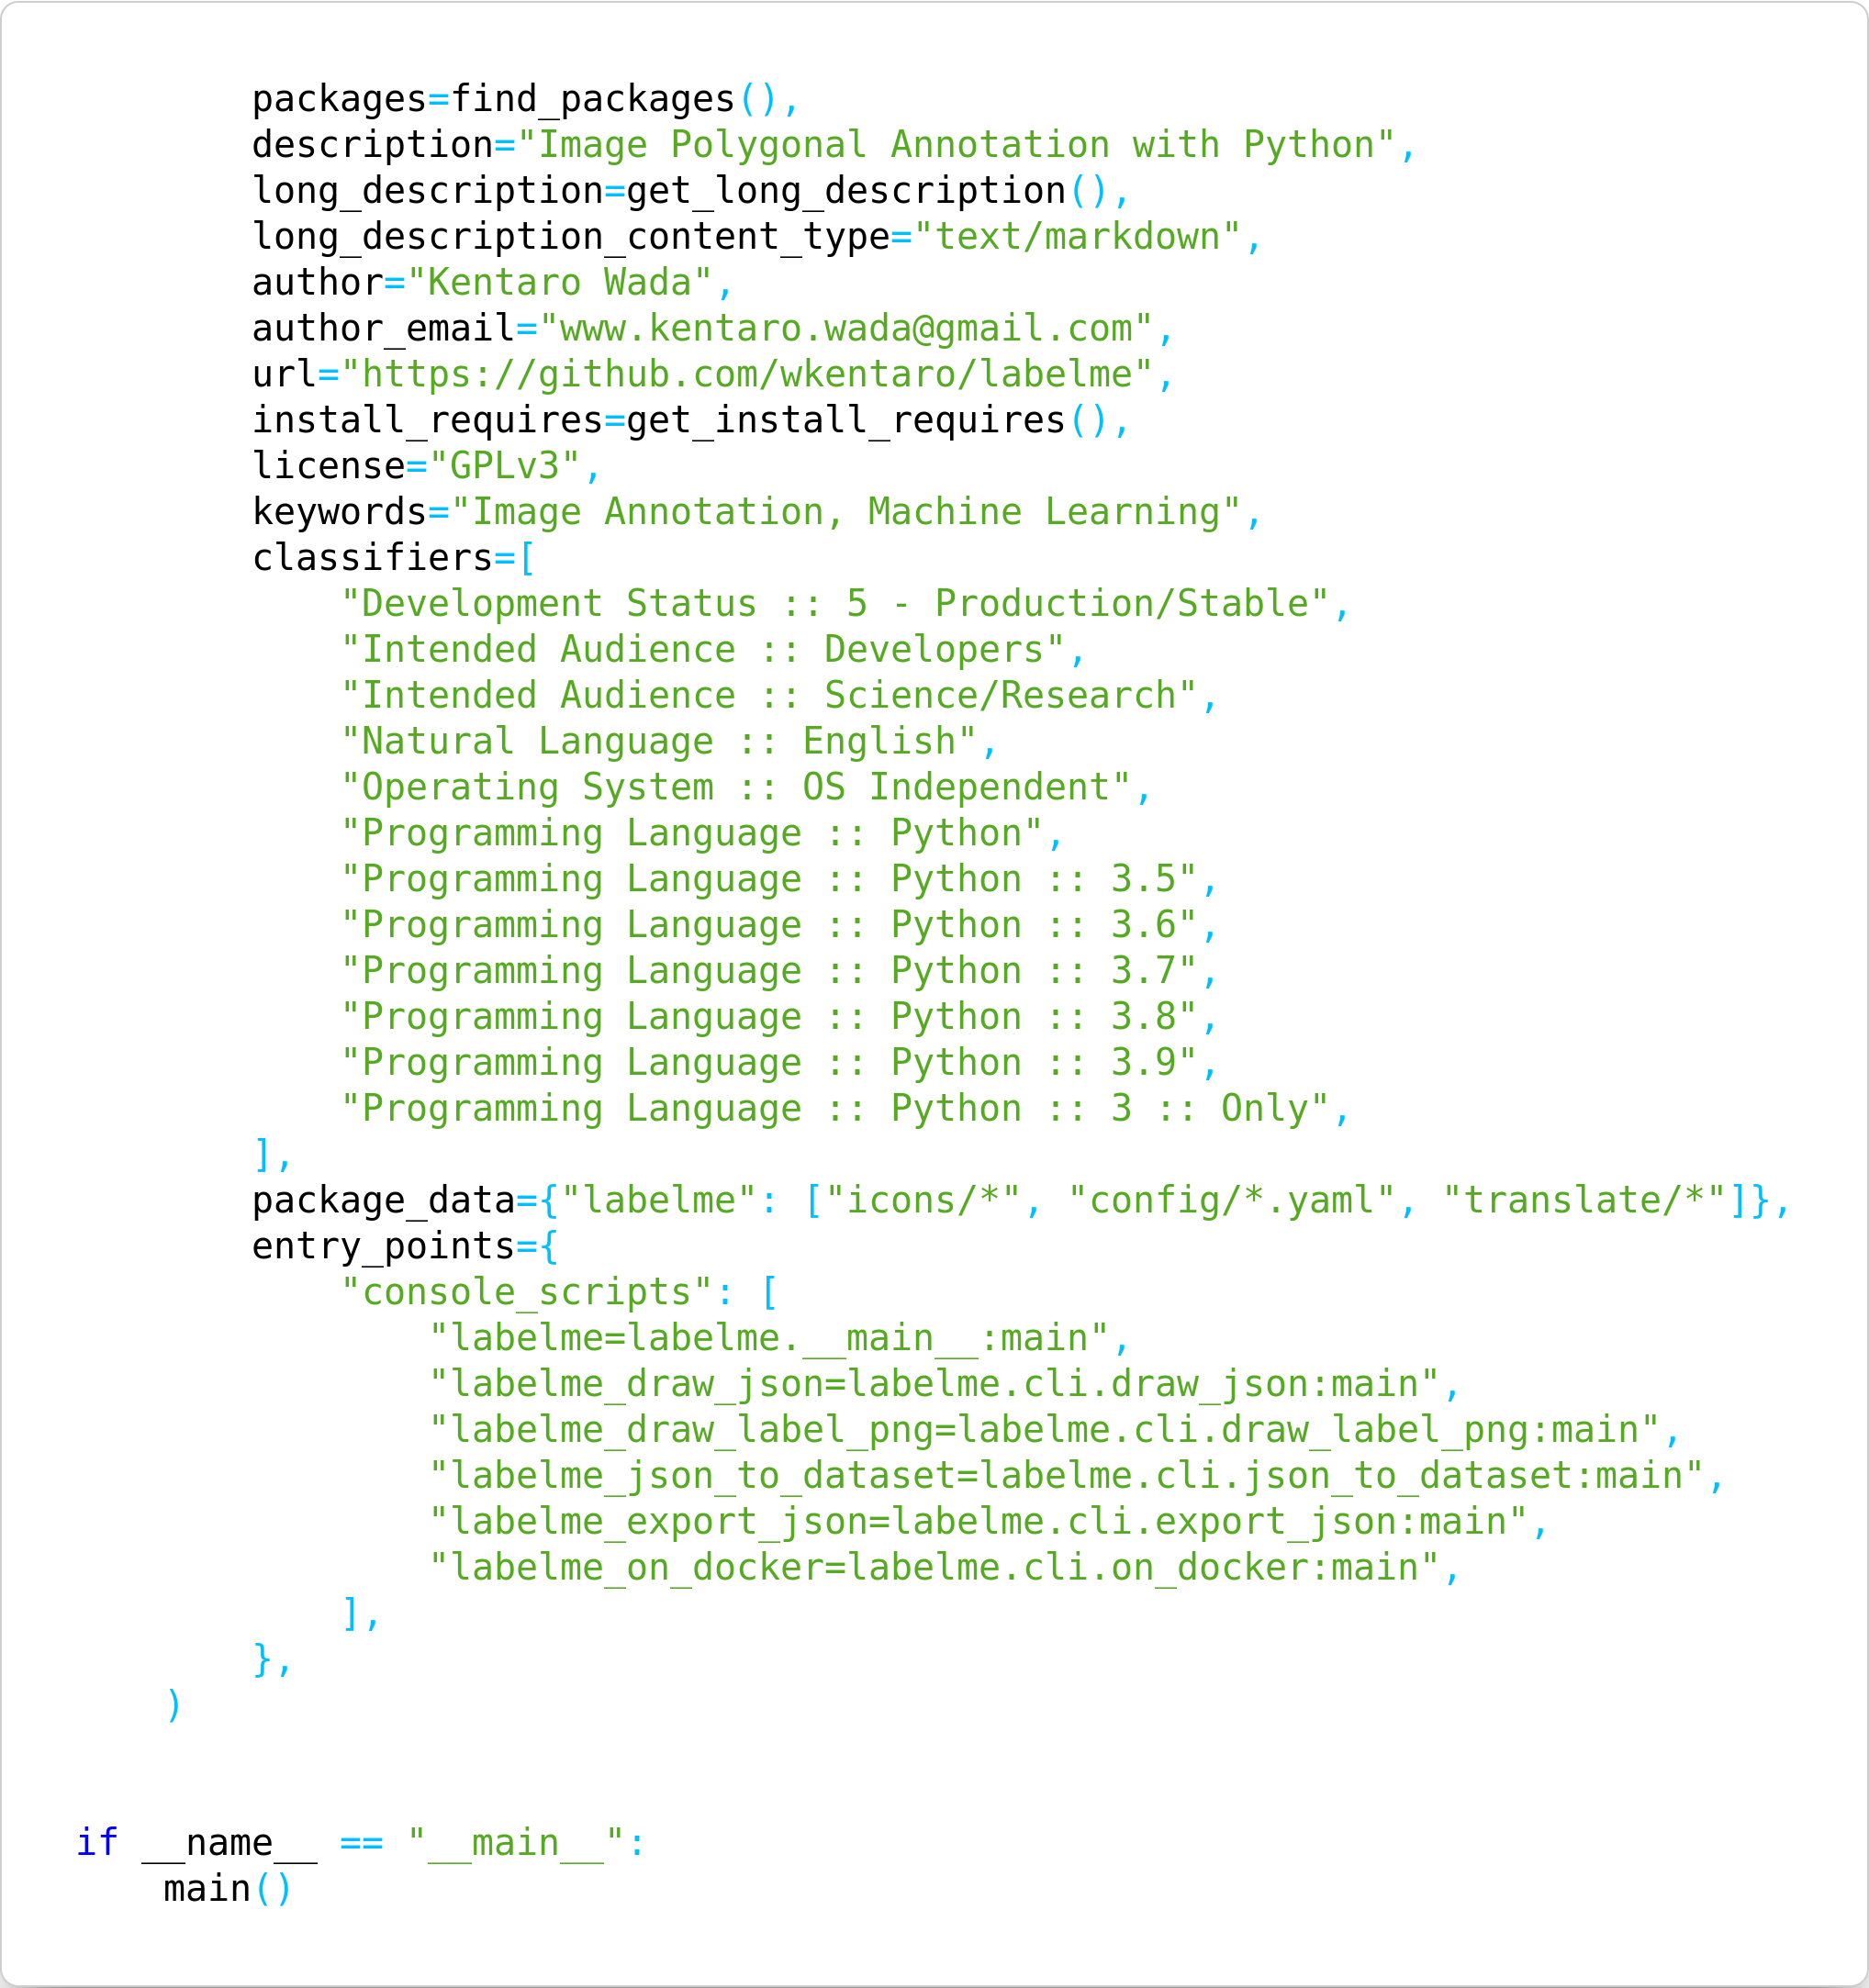 packages=find_packages(),
        description="Image Polygonal Annotation with Python",
        long_description=get_long_description(),
        long_description_content_type="text/markdown",
        author="Kentaro Wada",
        author_email="www.kentaro.wada@gmail.com",
        url="https://github.com/wkentaro/labelme",
        install_requires=get_install_requires(),
        license="GPLv3",
        keywords="Image Annotation, Machine Learning",
        classifiers=[
            "Development Status :: 5 - Production/Stable",
            "Intended Audience :: Developers",
            "Intended Audience :: Science/Research",
            "Natural Language :: English",
            "Operating System :: OS Independent",
            "Programming Language :: Python",
            "Programming Language :: Python :: 3.5",
            "Programming Language :: Python :: 3.6",
            "Programming Language :: Python :: 3.7",
            "Programming Language :: Python :: 3.8",
            "Programming Language :: Python :: 3.9",
            "Programming Language :: Python :: 3 :: Only",
        ],
        package_data={"labelme": ["icons/*", "config/*.yaml", "translate/*"]},
        entry_points={
            "console_scripts": [
                "labelme=labelme.__main__:main",
                "labelme_draw_json=labelme.cli.draw_json:main",
                "labelme_draw_label_png=labelme.cli.draw_label_png:main",
                "labelme_json_to_dataset=labelme.cli.json_to_dataset:main",
                "labelme_export_json=labelme.cli.export_json:main",
                "labelme_on_docker=labelme.cli.on_docker:main",
            ],
        },
    )


if __name__ == "__main__":
    main()